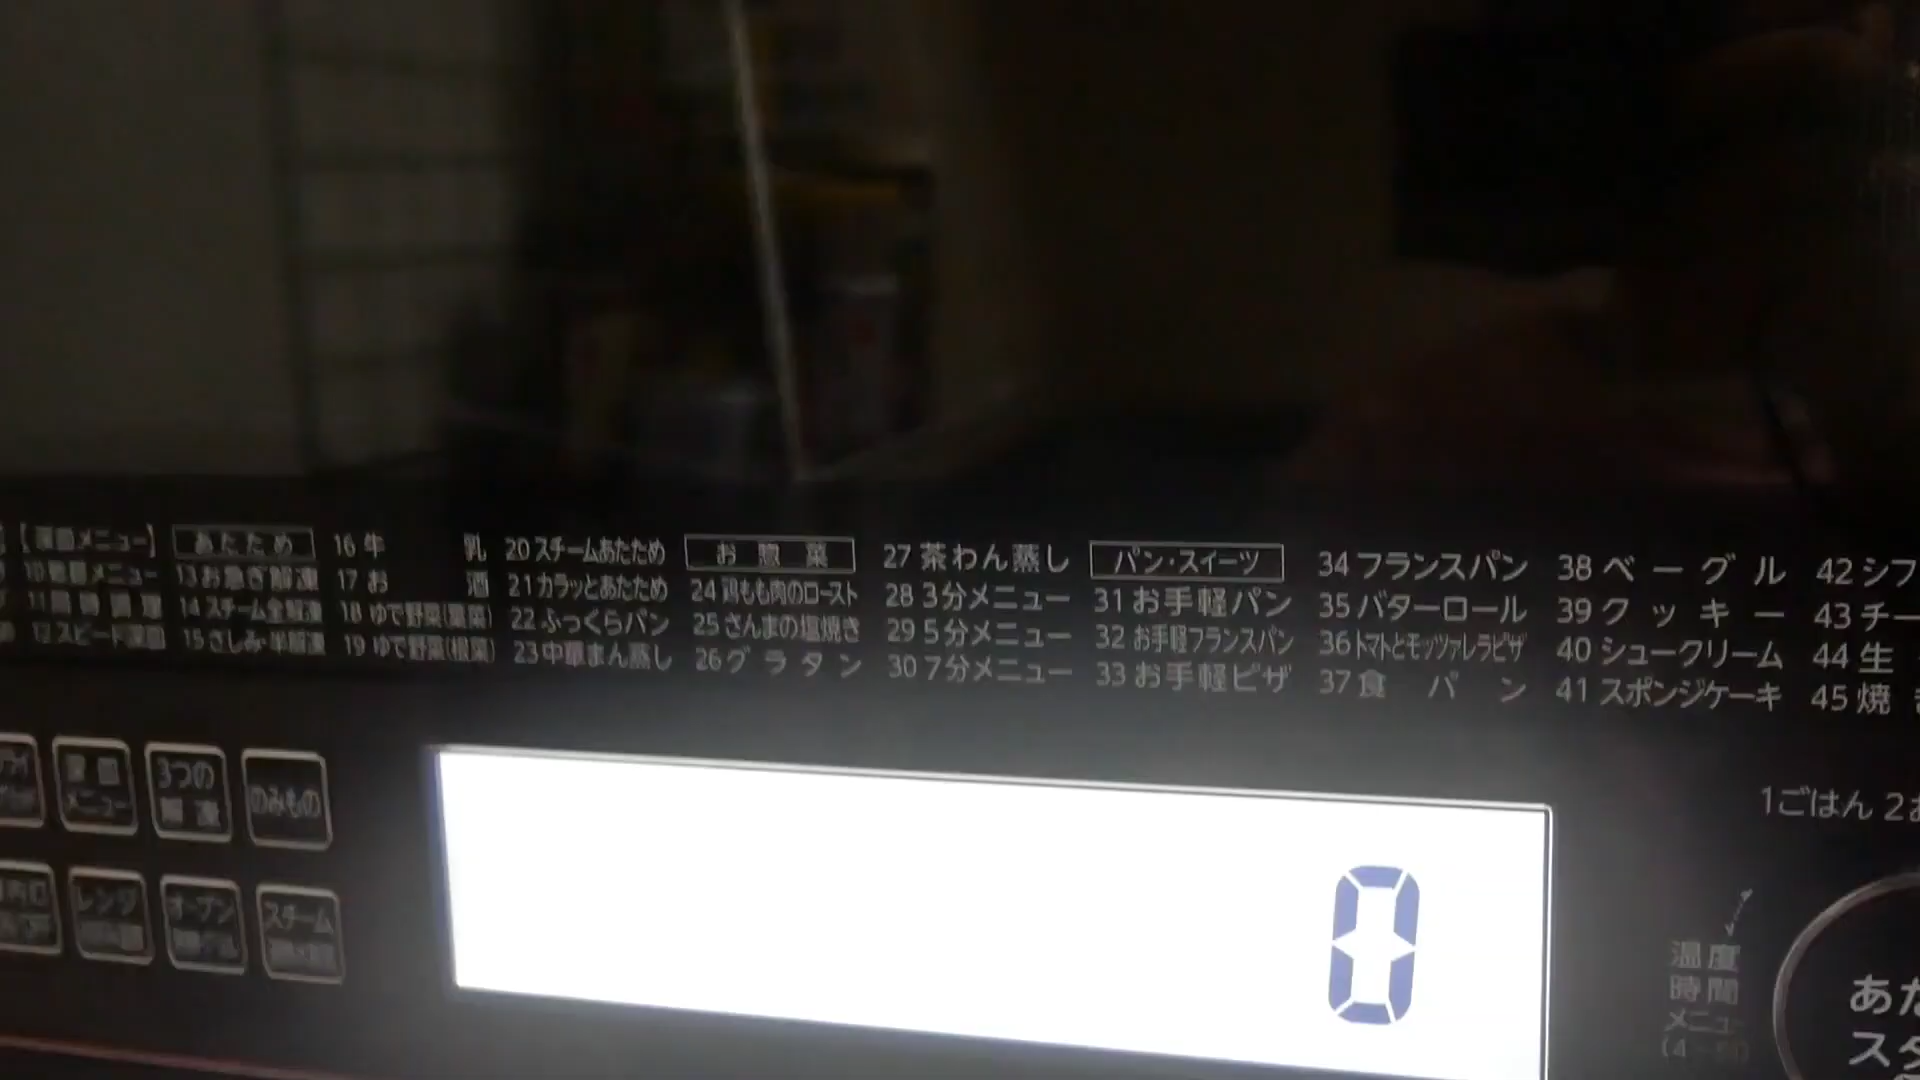 あたため
16 牛 乳
20 スチームあたため
お 惣 菜
27 茶わん蒸し
パン・スイーツ
34 フランスパン
38 ベ ー グ ル
42 シフ
13 お急ぎ解凍
17 お 酒
21 カラッとあたため
24 鶏もも肉のロースト
28 3分メニュー
31 お手軽パン
35 バターロール
39 ク ッ キ ー
43 チー
14 スチーム全解凍
18 ゆで野菜(葉菜)
22 ふっくらパン
25 さんまの塩焼き
29 5分メニュー
32 お手軽フランスパン
36 トマトとモッツァレラピザ
40 シュークリーム
44 生
15 さしみ・半解凍
19 ゆで野菜(根菜)
23 中華まん蒸し
26 グ ラ タ ン
30 7分メニュー
33 お手軽ピザ
37 食 パ ン
41 スポンジケーキ
45 焼
メニュー
3つの
解 凍
のみもの
レンジ
オーブン
スチーム
0
1ごはん 2お
温度
時間
メニュー
あた
スタ